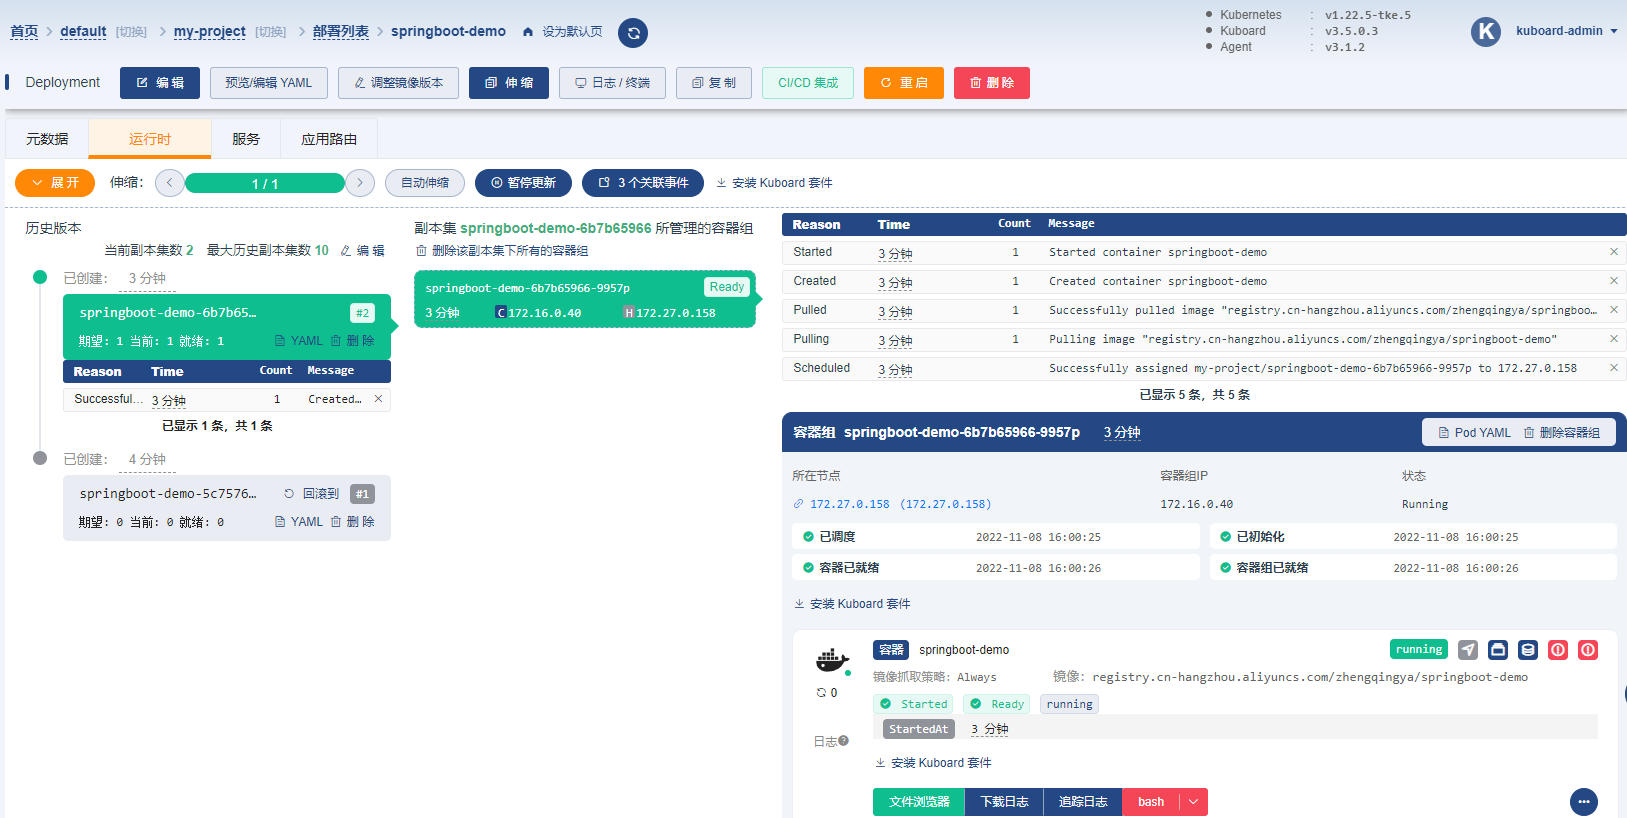 首页 default [切换] my-project [切换] 部署列表 springboot-demo 设为默认页
Kubernetes : v1.22.5-tke.5
Kuboard : v3.5.0.3
Agent : v3.1.2
K kuboard-admin
Deployment 编 辑 预览/编辑 YAML 调整镜像版本 伸 缩 日志 / 终端 复 制 CI/CD 集成 重 启 删 除
元数据 运行时 服务 应用路由
展 开 伸缩： 1 / 1 自动伸缩 暂停更新 3 个关联事件 安装 Kuboard 套件
历史版本
当前副本集数 2 最大历史副本集数 10 编 辑
已创建： 3 分钟
springboot-demo-6b7b65… #2
期望： 1 当前： 1 就绪： 1 YAML 删 除
Reason Time Count Message
Successful… 3 分钟 1 Created…
已显示 1 条，共 1 条
已创建： 4 分钟
springboot-demo-5c7576… 回滚到 #1
期望： 0 当前： 0 就绪： 0 YAML 删 除
副本集 springboot-demo-6b7b65966 所管理的容器组
删除该副本集下所有的容器组
springboot-demo-6b7b65966-9957p Ready
3 分钟 C 172.16.0.40 H 172.27.0.158
Reason Time Count Message
Started 3 分钟 1 Started container springboot-demo
Created 3 分钟 1 Created container springboot-demo
Pulled 3 分钟 1 Successfully pulled image "registry.cn-hangzhou.aliyuncs.com/zhengqingya/springboo…
Pulling 3 分钟 1 Pulling image "registry.cn-hangzhou.aliyuncs.com/zhengqingya/springboot-demo"
Scheduled 3 分钟 Successfully assigned my-project/springboot-demo-6b7b65966-9957p to 172.27.0.158
已显示 5 条，共 5 条
容器组 springboot-demo-6b7b65966-9957p 3 分钟 Pod YAML 删除容器组
所在节点 容器组IP 状态
172.27.0.158 (172.27.0.158) 172.16.0.40 Running
已调度 2022-11-08 16:00:25 已初始化 2022-11-08 16:00:25
容器已就绪 2022-11-08 16:00:26 容器组已就绪 2022-11-08 16:00:26
安装 Kuboard 套件
容器 springboot-demo running
镜像抓取策略：Always 镜像：registry.cn-hangzhou.aliyuncs.com/zhengqingya/springboot-demo
0
Started Ready running
StartedAt 3 分钟
日志
安装 Kuboard 套件
文件浏览器 下载日志 追踪日志 bash